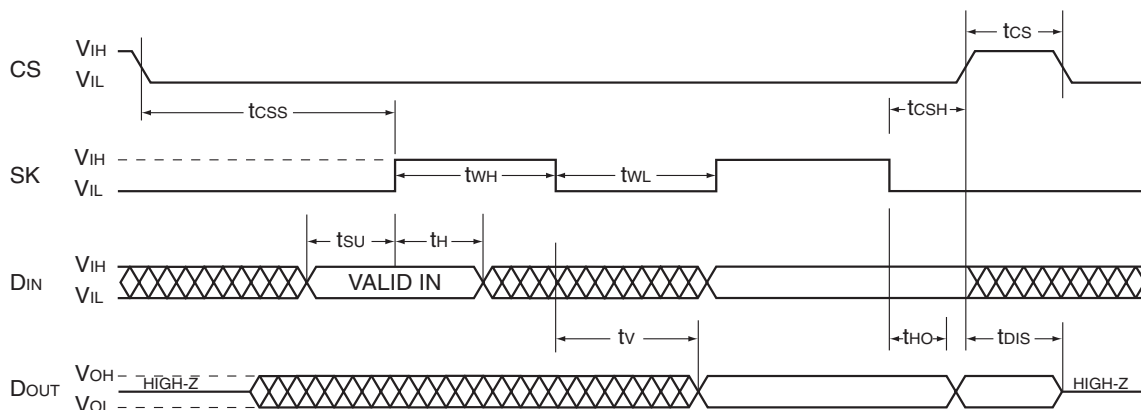 tCS
VIH
CS
VIL
tCSS
tCSH
VIH
SK
tWH
tWL
VIL
tSU
tH
VIH
DIN
VALID IN
VIL
tV
tHO
tDIS
VOH
DOUT
HIGH-Z
HIGH-Z
VOL